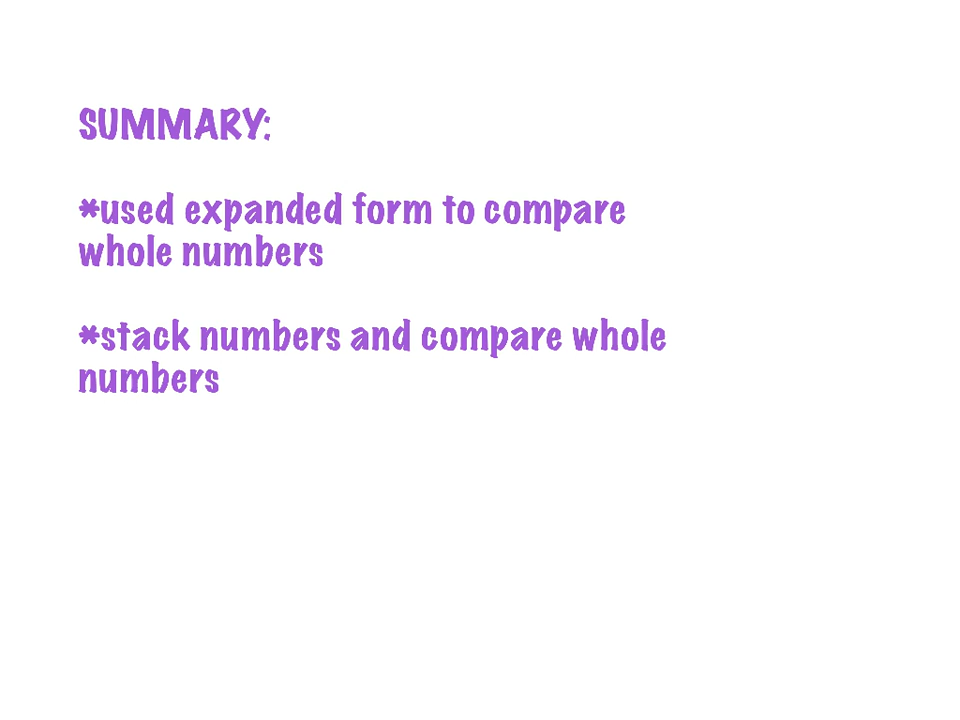 SUMMARY:
*used expanded form to compare
whole numbers
*stack numbers and compare whole
numbers